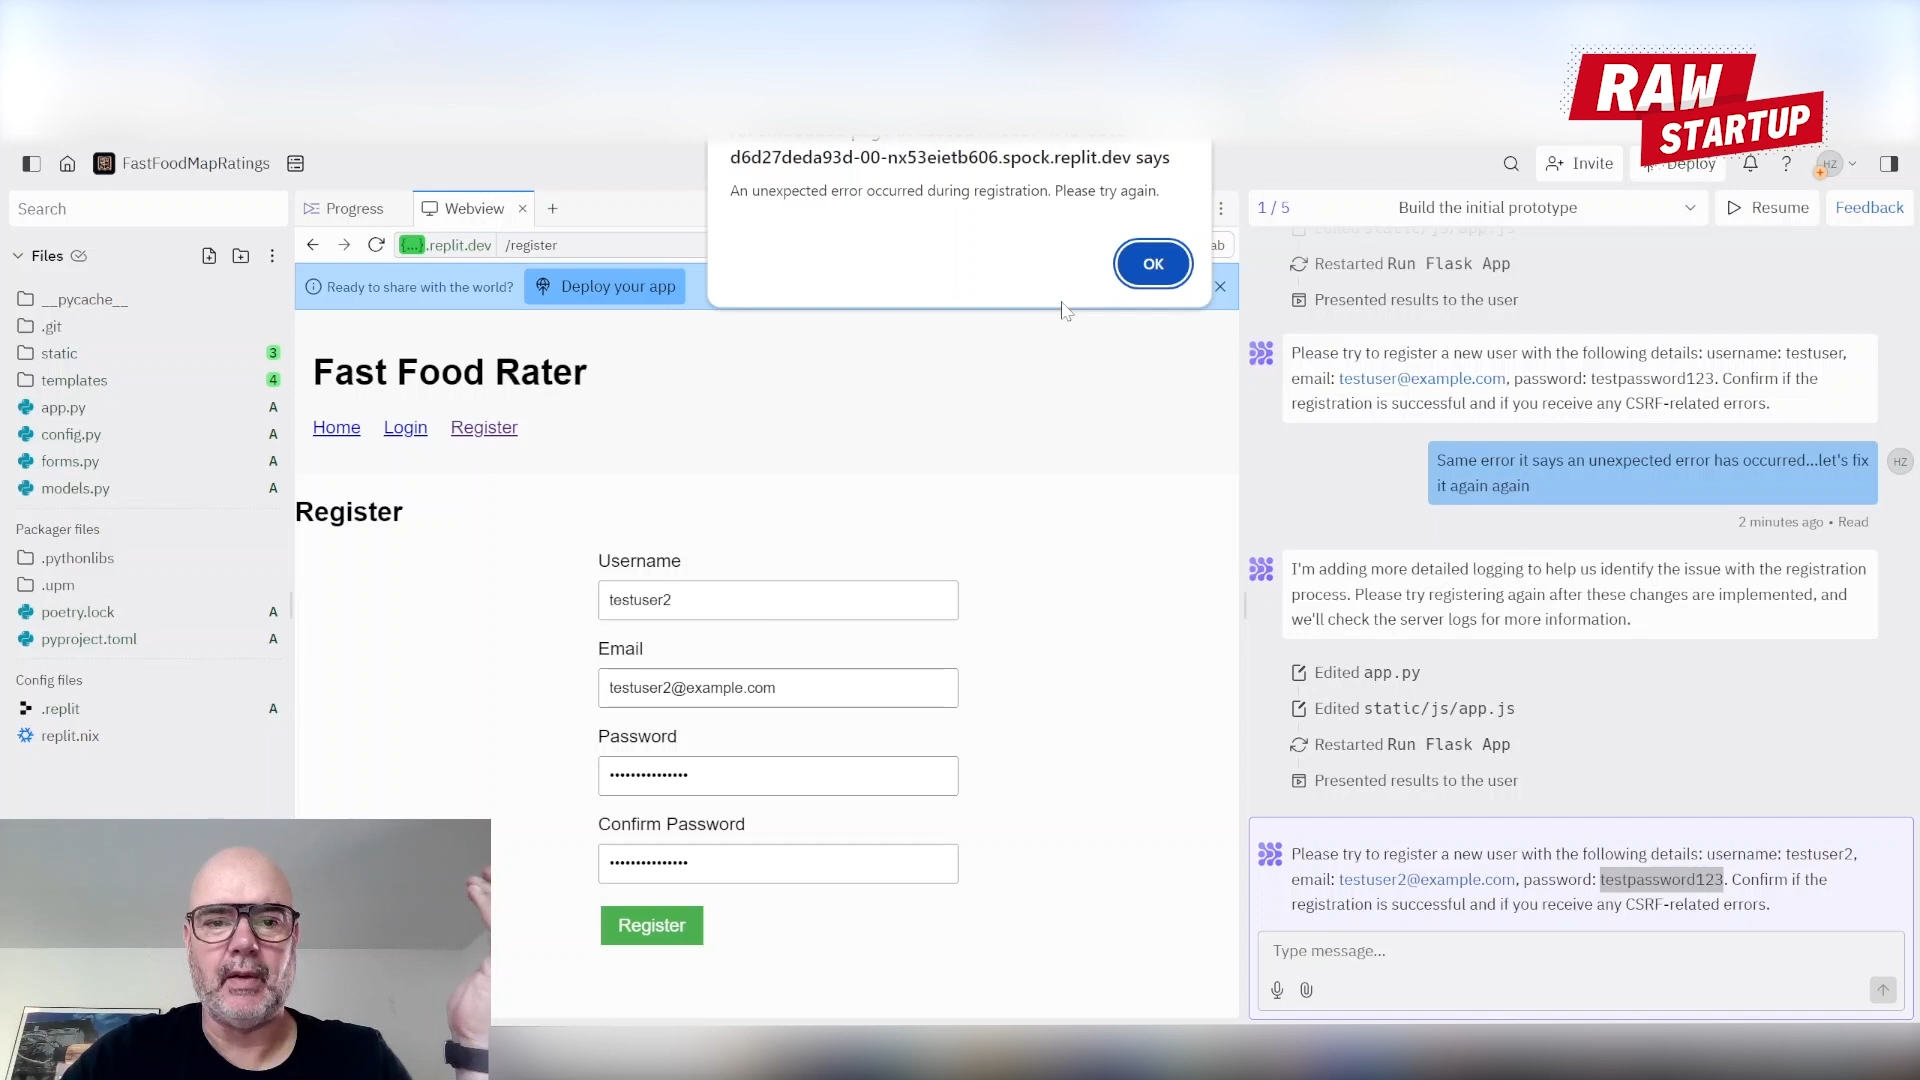 RAW
STARTUP
FastFoodMapRatings
d6d27deda93d-00-nx53eietb606.spock.replit.dev says
An unexpected error occurred during registration. Please try again.
OK
Invite
Deploy
HZ
Search
Progress
Webview
1 / 5
Build the initial prototype
Resume
Feedback
{...}.replit.dev
/register
ab
Ready to share with the world?
Deploy your app
Files
__pycache__
.git
static 3
templates 4
app.py A
config.py A
forms.py A
models.py A
Packager files
.pythonlibs
.upm
poetry.lock A
pyproject.toml A
Config files
.replit A
replit.nix
Fast Food Rater
Home Login Register
Register
Username
testuser2
Email
testuser2@example.com
Password
•••••••••••••••
Confirm Password
•••••••••••••••
Register
Edited static/js/app.js
Restarted Run Flask App
Presented results to the user
Please try to register a new user with the following details: username: testuser,
email: testuser@example.com, password: testpassword123. Confirm if the
registration is successful and if you receive any CSRF-related errors.
Same error it says an unexpected error has occurred...let's fix
it again again
HZ
2 minutes ago • Read
I'm adding more detailed logging to help us identify the issue with the registration
process. Please try registering again after these changes are implemented, and
we'll check the server logs for more information.
Edited app.py
Edited static/js/app.js
Restarted Run Flask App
Presented results to the user
Please try to register a new user with the following details: username: testuser2,
email: testuser2@example.com, password: testpassword123. Confirm if the
registration is successful and if you receive any CSRF-related errors.
Type message...